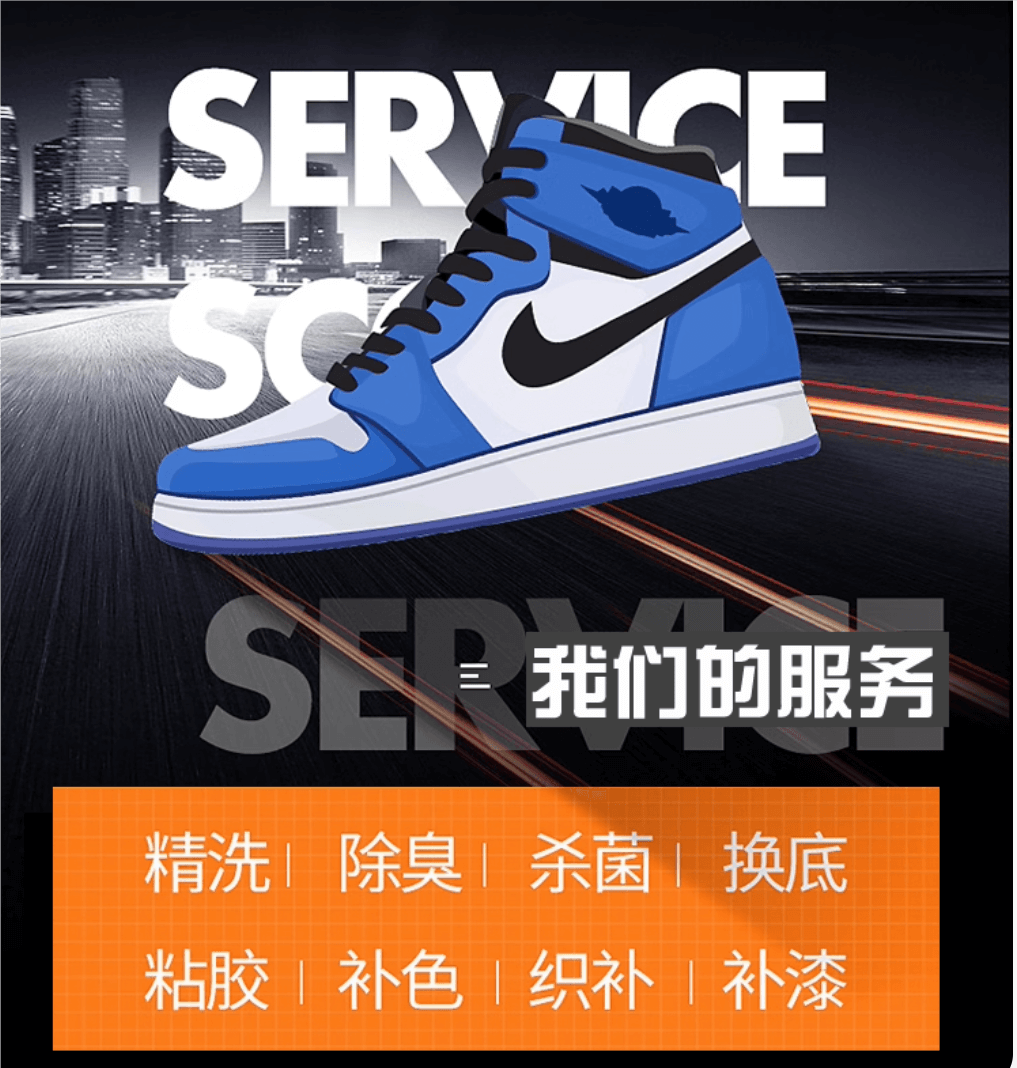 SERVICE
SC
SERVICE
我们的服务
精洗 | 除臭 | 杀菌 | 换底
粘胶 | 补色 | 织补 | 补漆